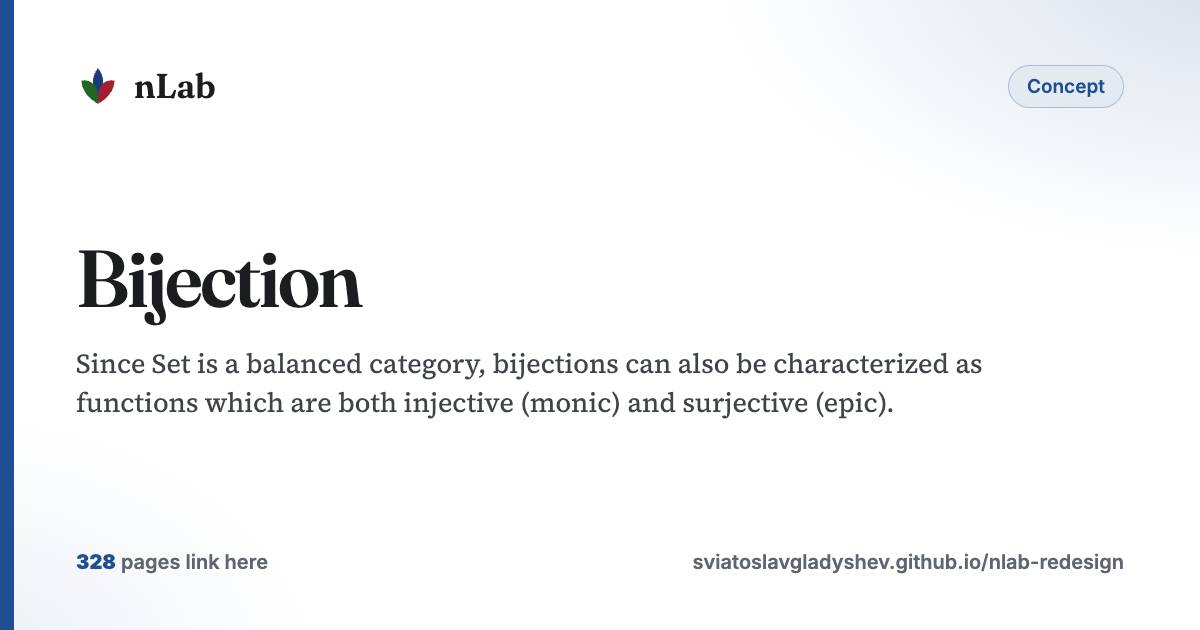 nLab
Concept
Bijection
Since Set is a balanced category, bijections can also be characterized as
functions which are both injective (monic) and surjective (epic).
328 pages link here
sviatoslavgladyshev.github.io/nlab-redesign